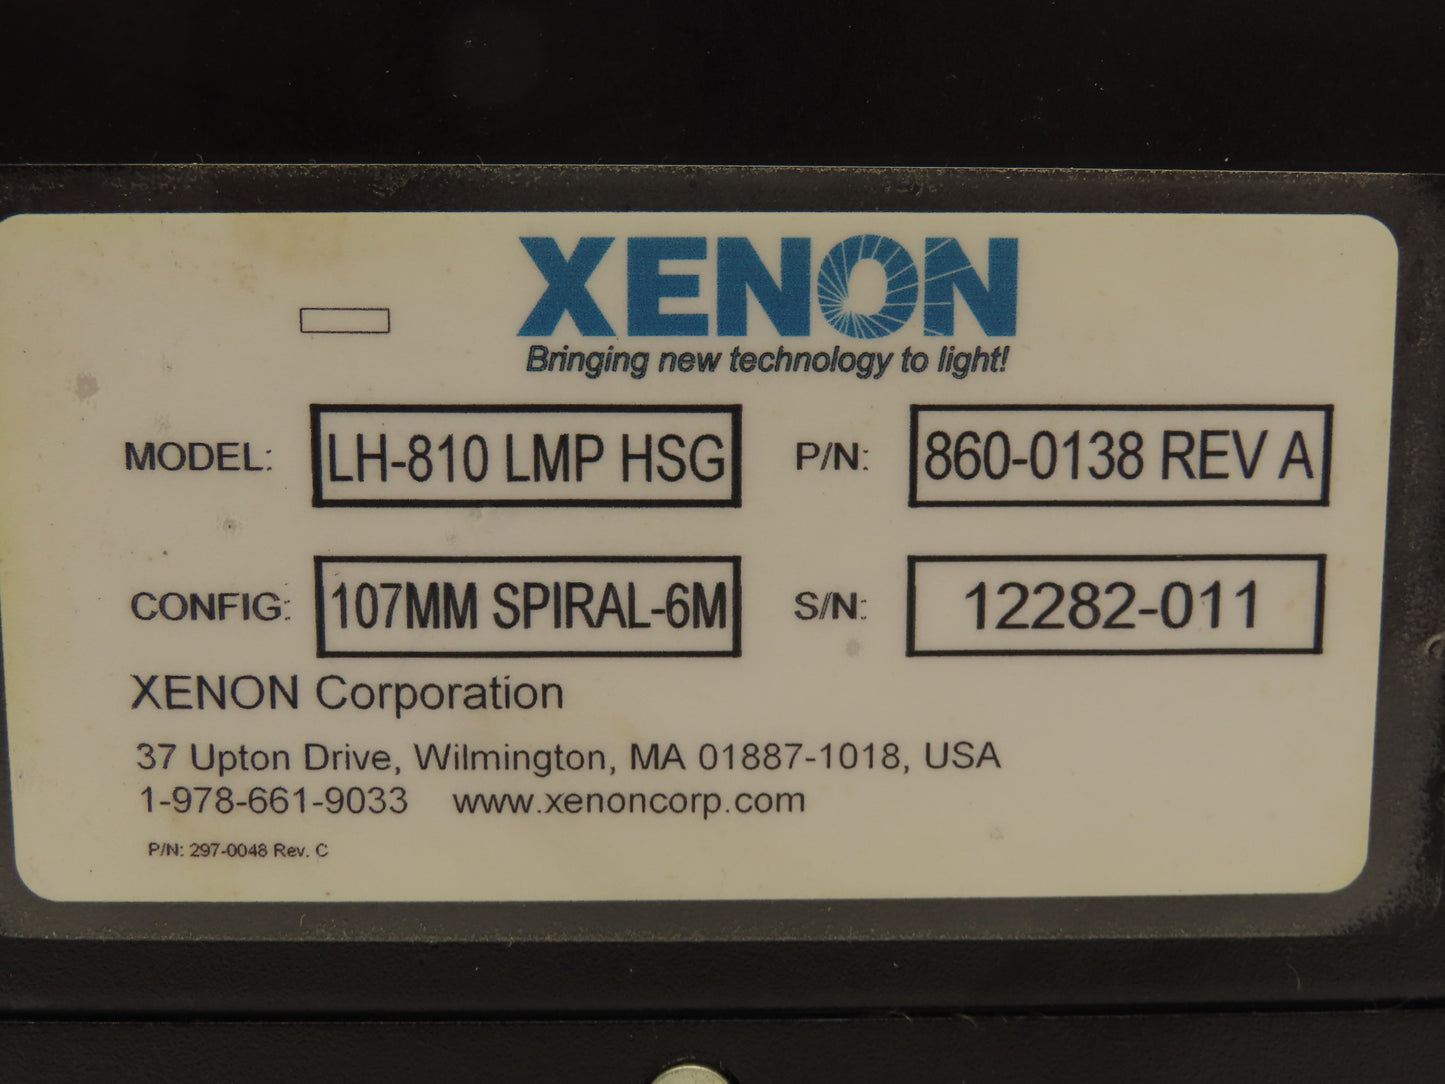 XENON
Bringing new technology to light!
MODEL: LH-810 LMP HSG P/N: 860-0138 REV A
CONFIG: 107MM SPIRAL-6M S/N: 12282-011
XENON Corporation
37 Upton Drive, Wilmington, MA 01887-1018, USA
1-978-661-9033 www.xenoncorp.com
P/N: 297-0048 Rev. C